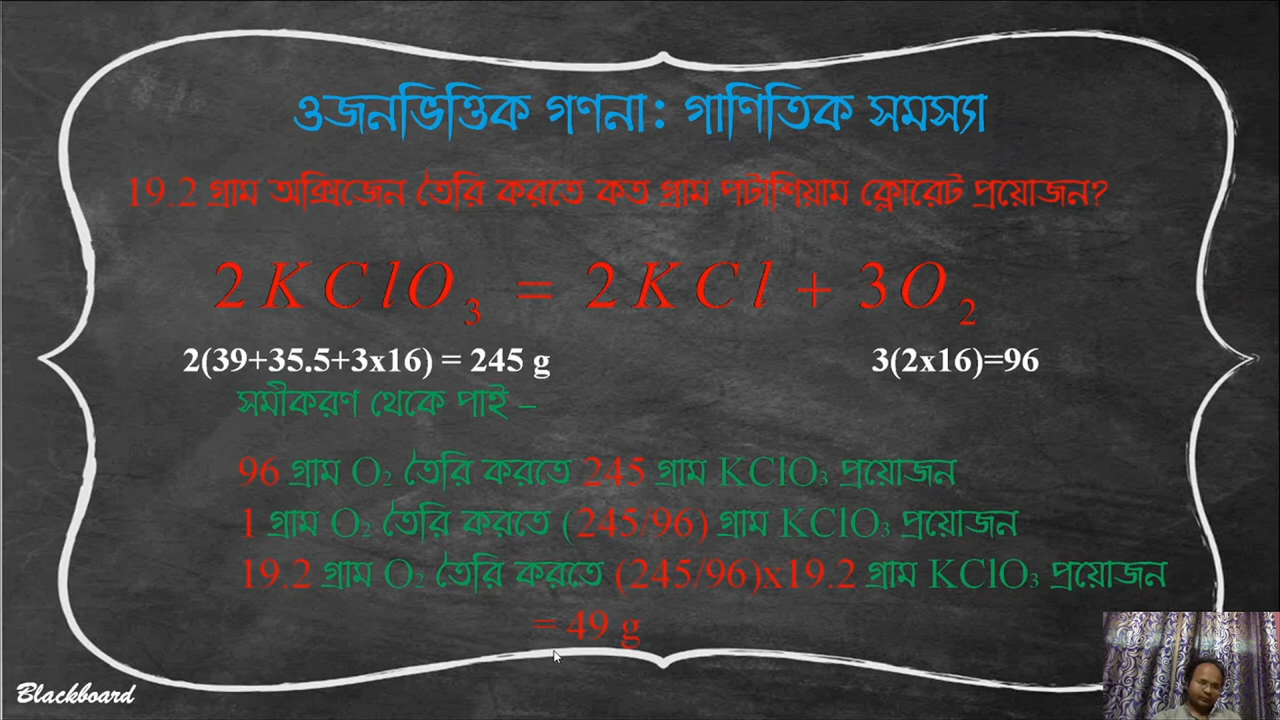 ওজনভিত্তিক গণনা: গাণিতিক সমস্যা
19.2 গ্রাম অক্সিজেন তৈরি করতে কত গ্রাম পটাশিয়াম ক্লোরেট প্রয়োজন?
2KClO₃ = 2KCl + 3O₂
2(39+35.5+3x16) = 245 g 3(2x16)=96
সমীকরণ থেকে পাই –
96 গ্রাম O₂ তৈরি করতে 245 গ্রাম KClO₃ প্রয়োজন
1 গ্রাম O₂ তৈরি করতে (245/96) গ্রাম KClO₃ প্রয়োজন
19.2 গ্রাম O₂ তৈরি করতে (245/96)x19.2 গ্রাম KClO₃ প্রয়োজন
= 49 g
Blackboard